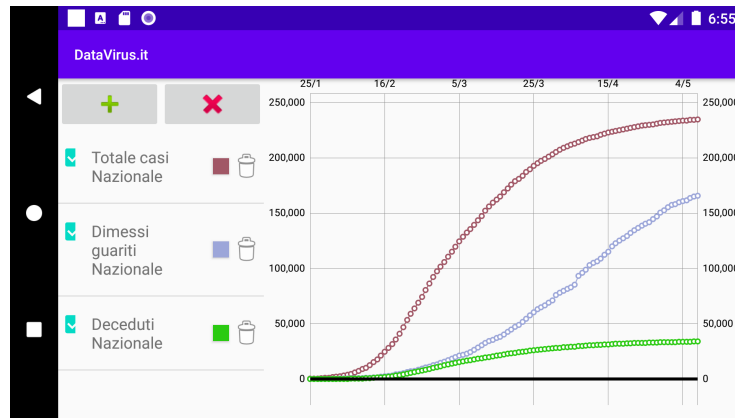 6:55
DataVirus.it
Totale casi
Nazionale
Dimessi
guariti
Nazionale
Deceduti
Nazionale
25/1 16/2 5/3 25/3 15/4 4/5
250,000 250,000
200,000 200,000
150,000 150,000
100,000 100,000
50,000 50,000
0 0